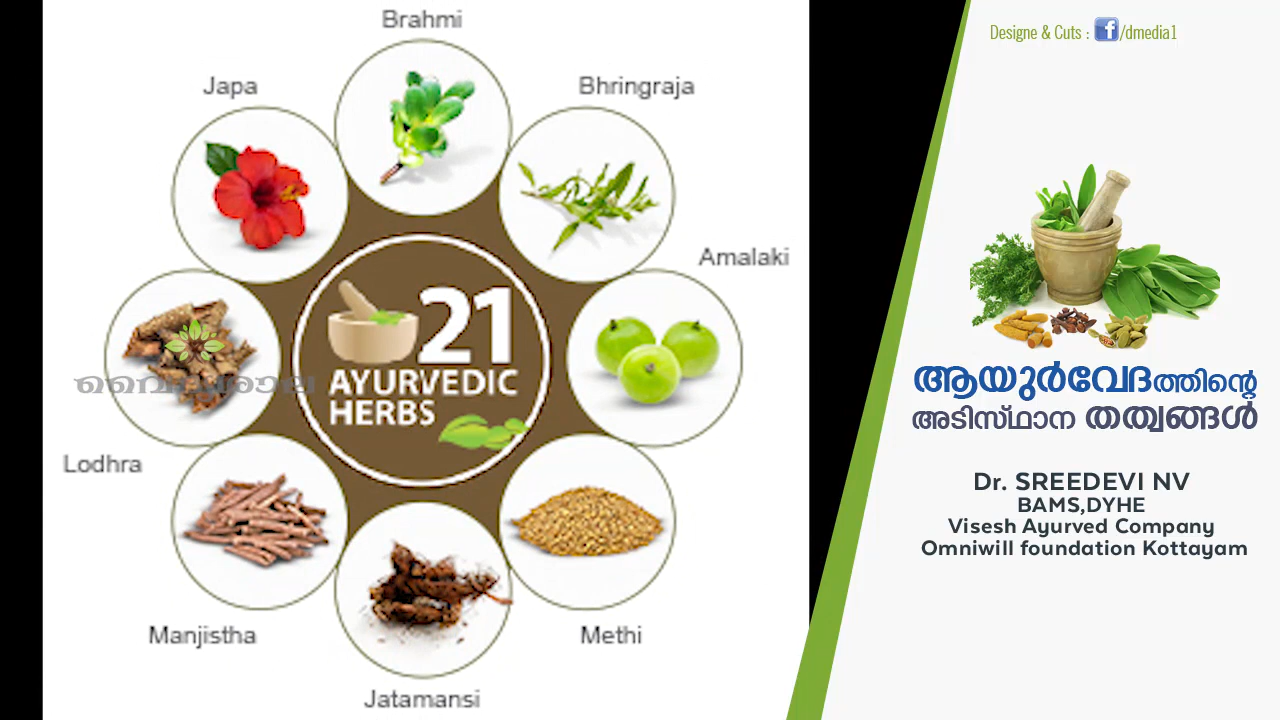 Brahmi
Japa
Bhringraja
Amalaki
21
AYURVEDIC
HERBS
വൈദ്യശാല
Lodhra
Manjistha
Methi
Jatamansi
Designe & Cuts : f/dmedia1
ആയുർവേദത്തിന്റെ
അടിസ്ഥാന തത്വങ്ങൾ
Dr. SREEDEVI NV
BAMS,DYHE
Visesh Ayurved Company
Omniwill foundation Kottayam